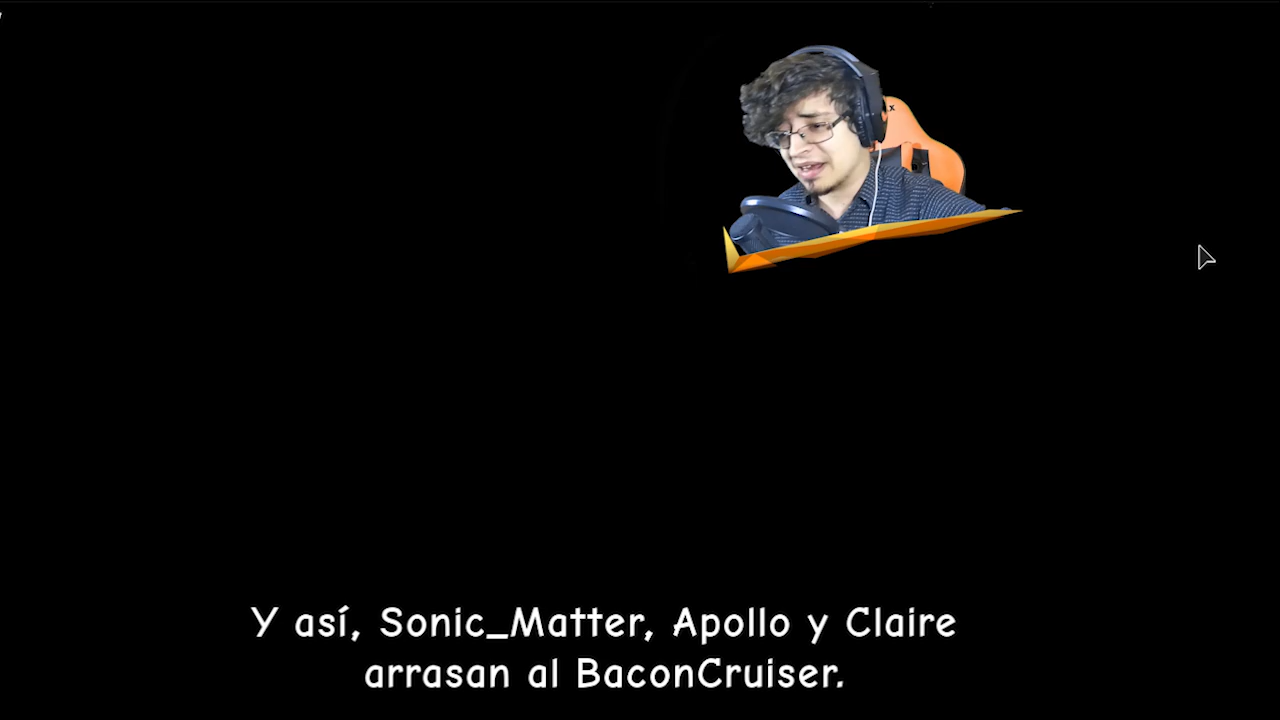 Y así, Sonic_Matter, Apollo y Claire
arrasan al BaconCruiser.